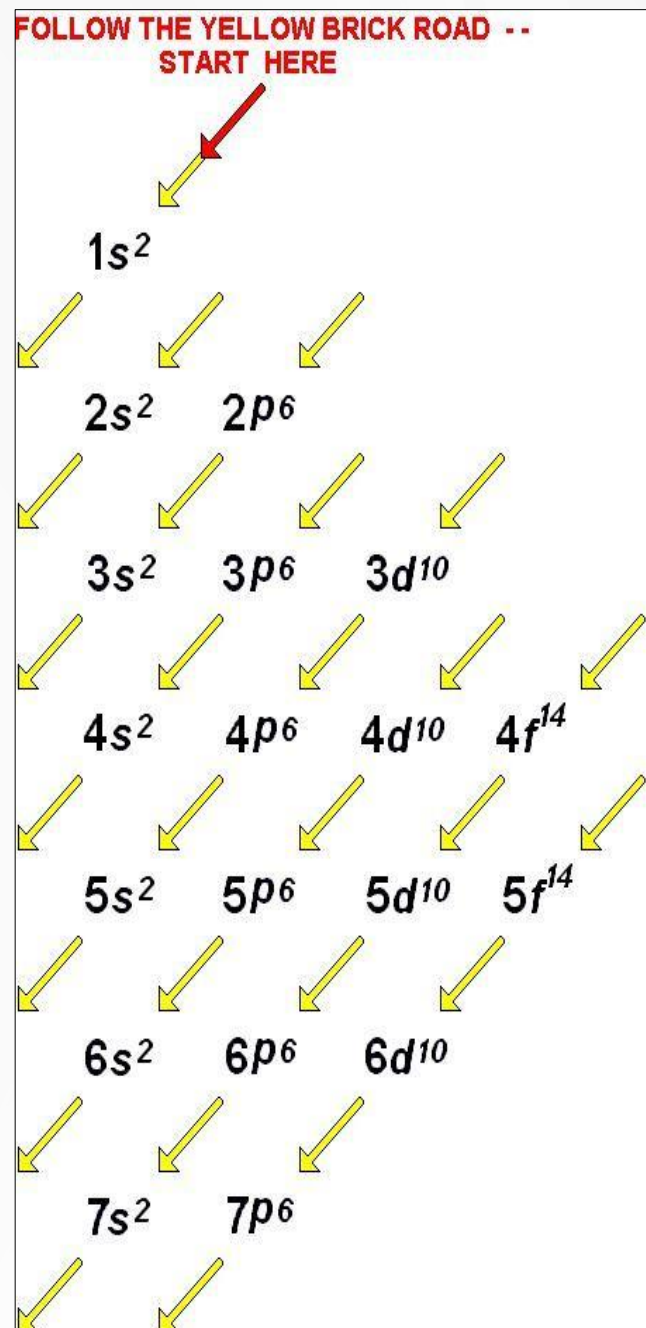 FOLLOW THE YELLOW BRICK ROAD --
START HERE
1s²
2s² 2p⁶
3s² 3p⁶ 3d¹⁰
4s² 4p⁶ 4d¹⁰ 4f¹⁴
5s² 5p⁶ 5d¹⁰ 5f¹⁴
6s² 6p⁶ 6d¹⁰
7s² 7p⁶